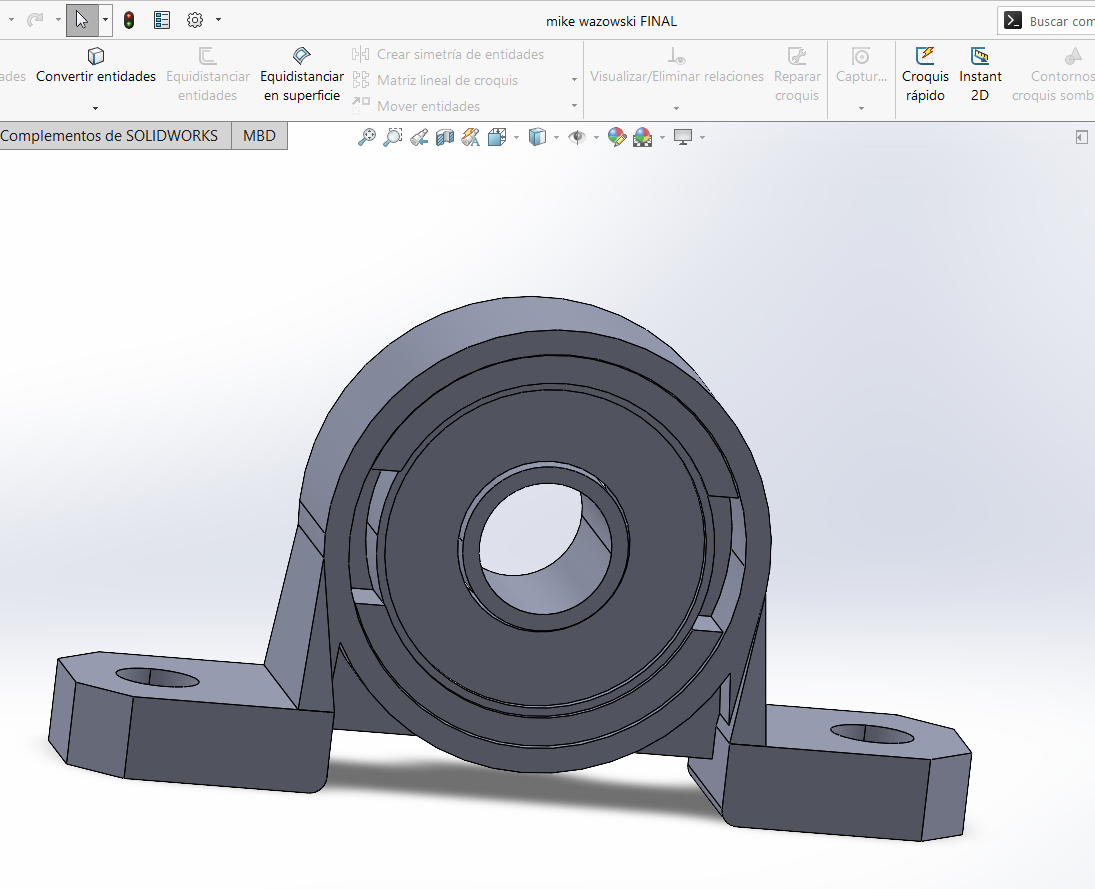 mike wazowski FINAL
Buscar com
ades
Convertir entidades
Equidistanciar
entidades
Equidistanciar
en superficie
Crear simetría de entidades
Matriz lineal de croquis
Mover entidades
Visualizar/Eliminar relaciones
Reparar
croquis
Captur...
Croquis
rápido
Instant
2D
Contornos
croquis somb
Complementos de SOLIDWORKS
MBD